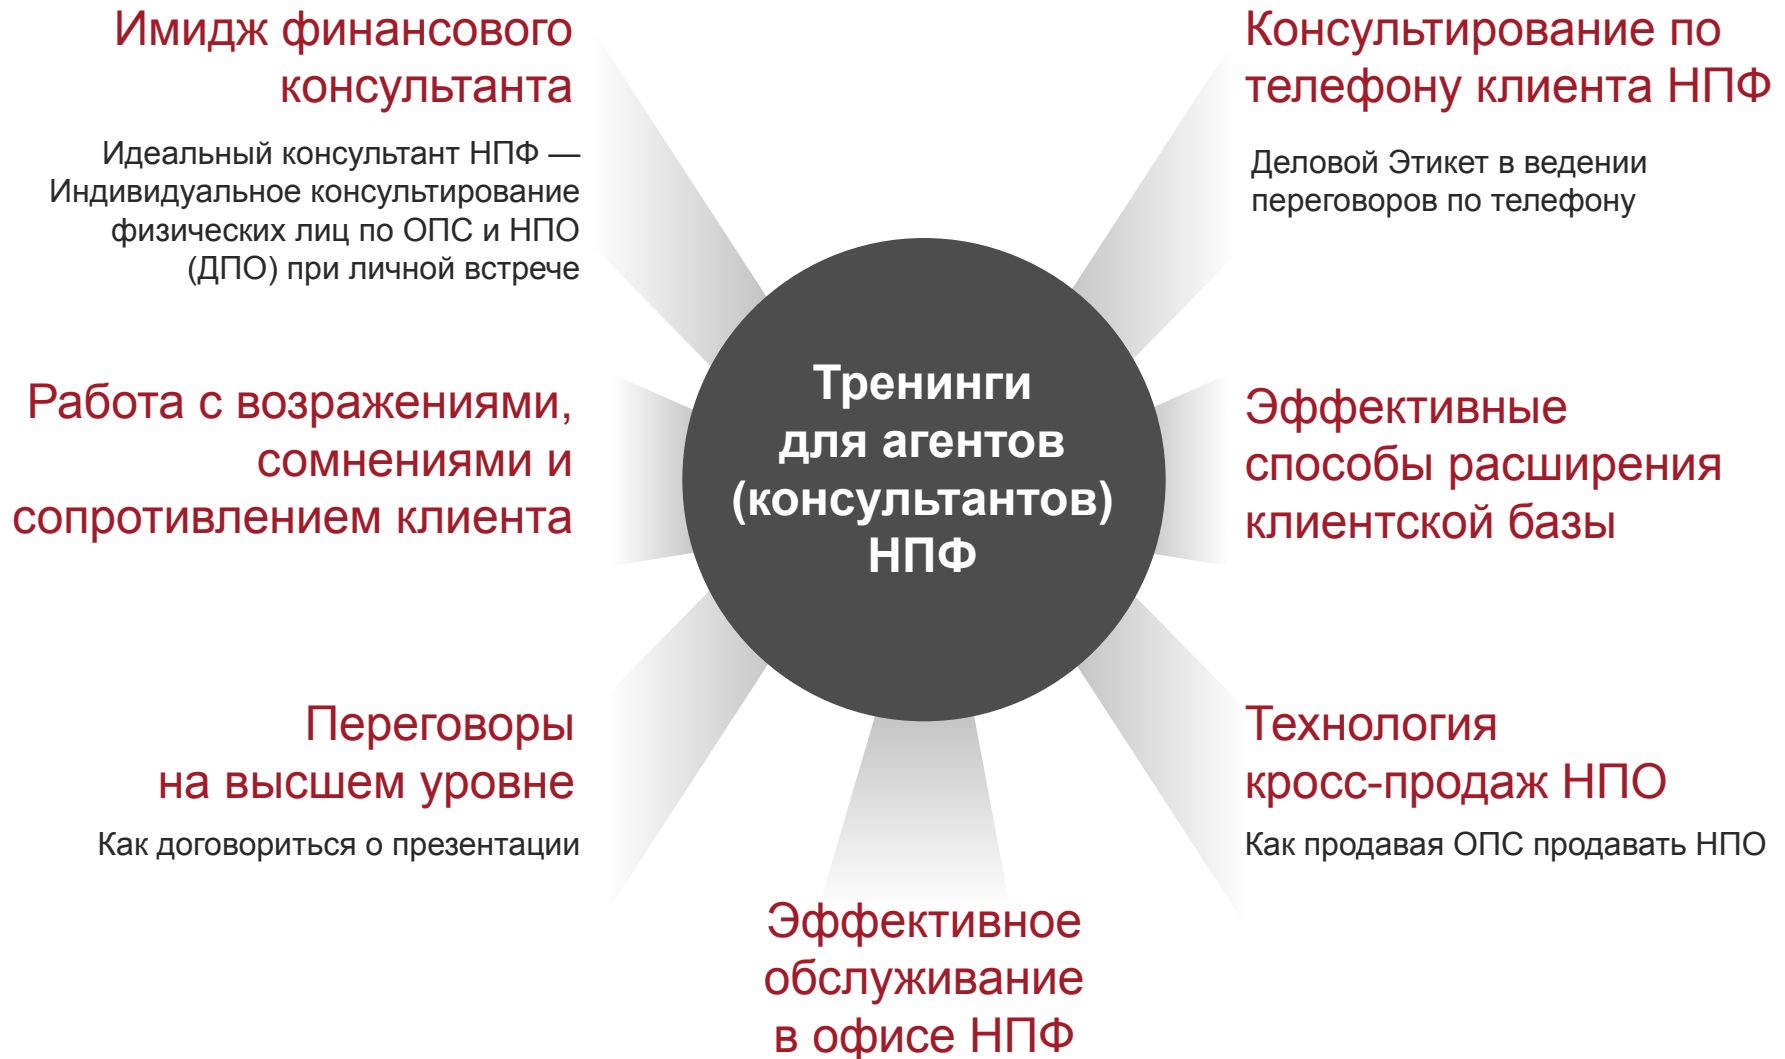 Имидж финансового
консультанта
Идеальный консультант НПФ —
Индивидуальное консультирование
физических лиц по ОПС и НПО
(ДПО) при личной встрече
Консультирование по
телефону клиента НПФ
Деловой Этикет в ведении
переговоров по телефону
Тренинги
для агентов
(консультантов)
НПФ
Работа с возражениями,
сомнениями и
сопротивлением клиента
Эффективные
способы расширения
клиентской базы
Переговоры
на высшем уровне
Как договориться о презентации
Технология
кросс-продаж НПО
Как продавая ОПС продавать НПО
Эффективное
обслуживание
в офисе НПФ